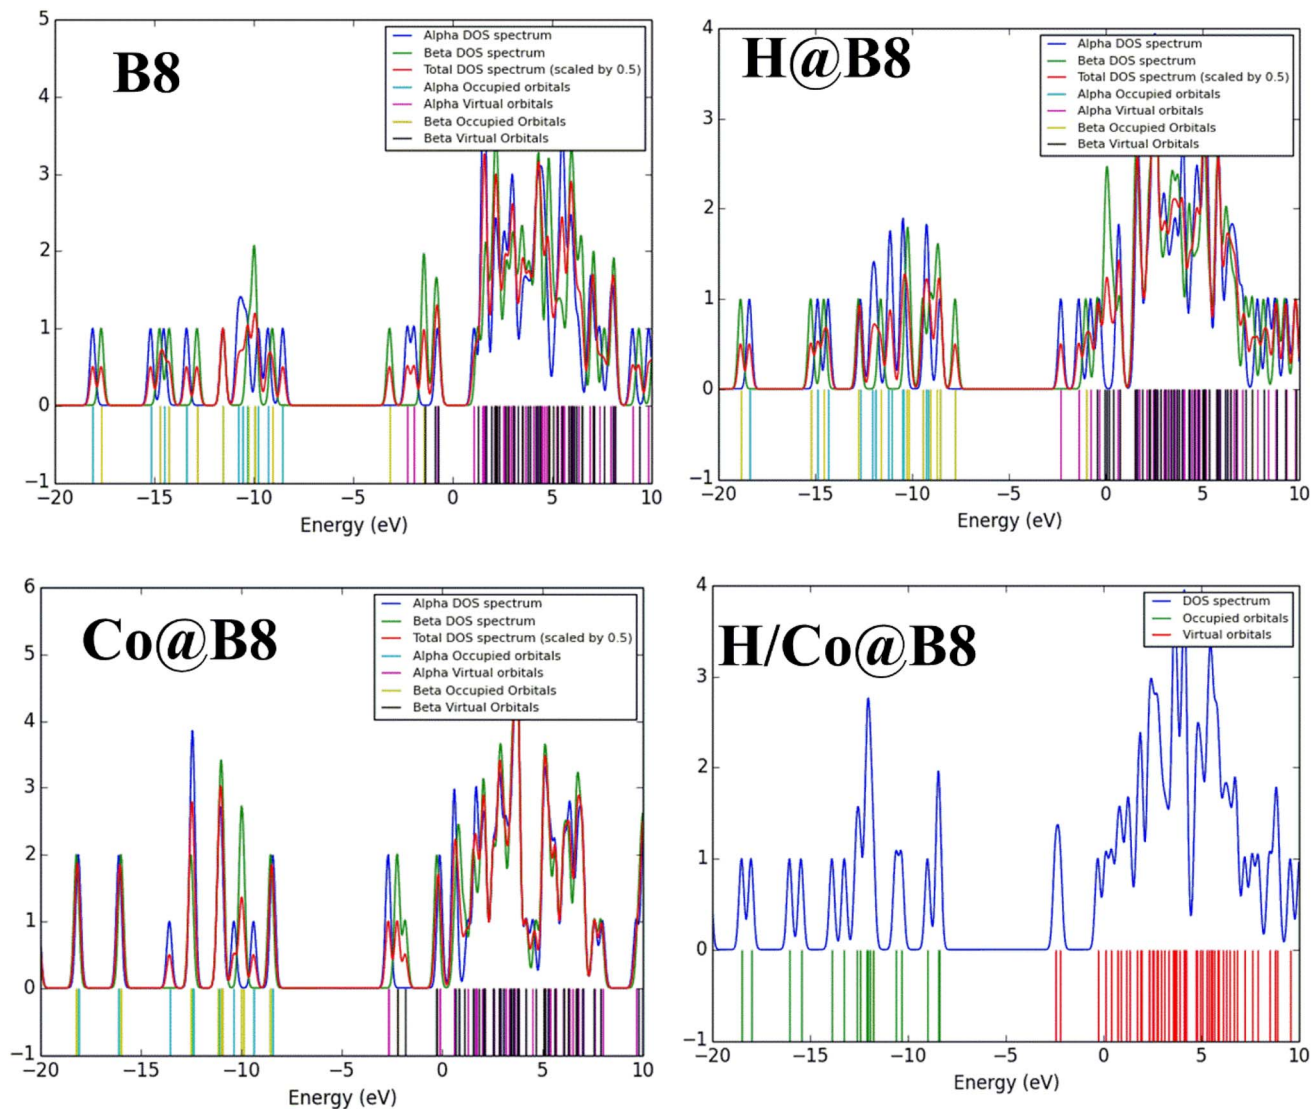 B8
5
4
3
2
1
0
−1
−20
−15
−10
−5
0
5
10
Energy (eV)
Alpha DOS spectrum
Beta DOS spectrum
Total DOS spectrum (scaled by 0.5)
Alpha Occupied orbitals
Alpha Virtual orbitals
Beta Occupied Orbitals
Beta Virtual Orbitals
H@B8
4
3
2
1
0
−1
−20
−15
−10
−5
0
5
10
Energy (eV)
Alpha DOS spectrum
Beta DOS spectrum
Total DOS spectrum (scaled by 0.5)
Alpha Occupied orbitals
Alpha Virtual orbitals
Beta Occupied Orbitals
Beta Virtual Orbitals
Co@B8
6
5
4
3
2
1
0
−1
−20
−15
−10
−5
0
5
10
Energy (eV)
Alpha DOS spectrum
Beta DOS spectrum
Total DOS spectrum (scaled by 0.5)
Alpha Occupied orbitals
Alpha Virtual orbitals
Beta Occupied Orbitals
Beta Virtual Orbitals
H/Co@B8
4
3
2
1
0
−1
−20
−15
−10
−5
0
5
10
Energy (eV)
DOS spectrum
Occupied orbitals
Virtual orbitals